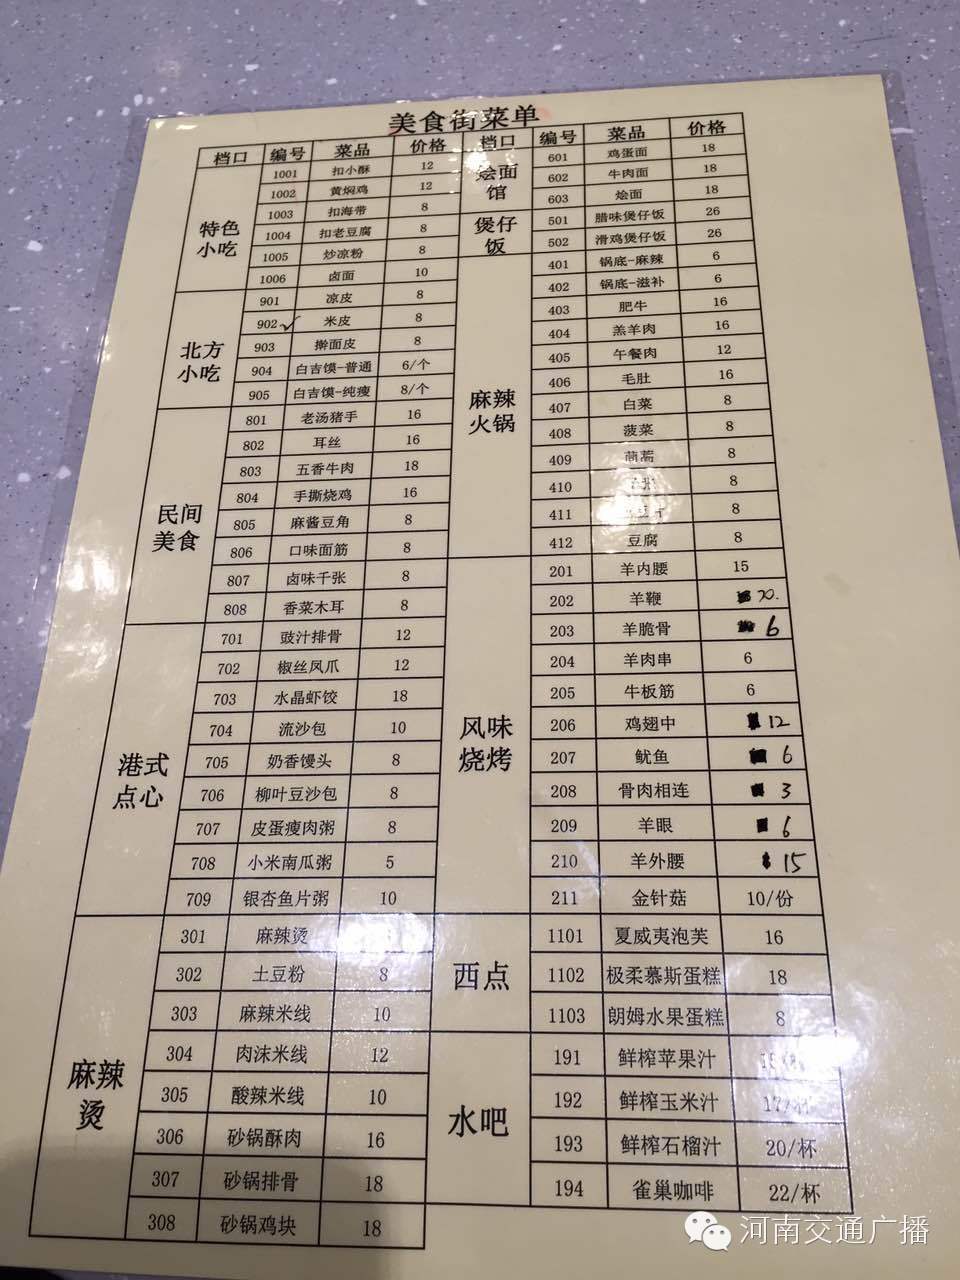 美食街菜单
档口 编号 菜品 价格
特色小吃
1001 扣小酥 12
1002 黄焖鸡 12
1003 扣海带 8
1004 扣老豆腐 8
1005 炒凉粉 8
1006 卤面 10
北方小吃
901 凉皮 8
902 米皮 8
903 擀面皮 8
904 白吉馍-普通 6/个
905 白吉馍-纯瘦 8/个
民间美食
801 老汤猪手 16
802 耳丝 16
803 五香牛肉 18
804 手撕烧鸡 16
805 麻酱豆角 8
806 口味面筋 8
807 卤味千张 8
808 香菜木耳 8
港式点心
701 豉汁排骨 12
702 椒丝凤爪 12
703 水晶虾饺 18
704 流沙包 10
705 奶香馒头 8
706 柳叶豆沙包 8
707 皮蛋瘦肉粥 8
708 小米南瓜粥 5
709 银杏鱼片粥 10
麻辣烫
301 麻辣烫
302 土豆粉 8
303 麻辣米线 10
304 肉沫米线 12
305 酸辣米线 10
306 砂锅酥肉 16
307 砂锅排骨 18
308 砂锅鸡块 18
档口 编号 菜品 价格
烩面馆
601 鸡蛋面 18
602 牛肉面 18
603 烩面 18
煲仔饭
501 腊味煲仔饭 26
502 滑鸡煲仔饭 26
麻辣火锅
401 锅底-麻辣 6
402 锅底-滋补 6
403 肥牛 16
404 羔羊肉 16
405 午餐肉 12
406 毛肚 16
407 白菜 8
408 菠菜 8
409 茼蒿 8
410 8
411 8
412 豆腐 8
风味烧烤
201 羊内腰 15
202 羊鞭 20.
203 羊脆骨 6
204 羊肉串 6
205 牛板筋 6
206 鸡翅中 12
207 鱿鱼 6
208 骨肉相连 3
209 羊眼 6
210 羊外腰 15
211 金针菇 10/份
西点
1101 夏威夷泡芙 16
1102 极柔慕斯蛋糕 18
1103 朗姆水果蛋糕 8
水吧
191 鲜榨苹果汁
192 鲜榨玉米汁 17/杯
193 鲜榨石榴汁 20/杯
194 雀巢咖啡 22/杯
河南交通广播